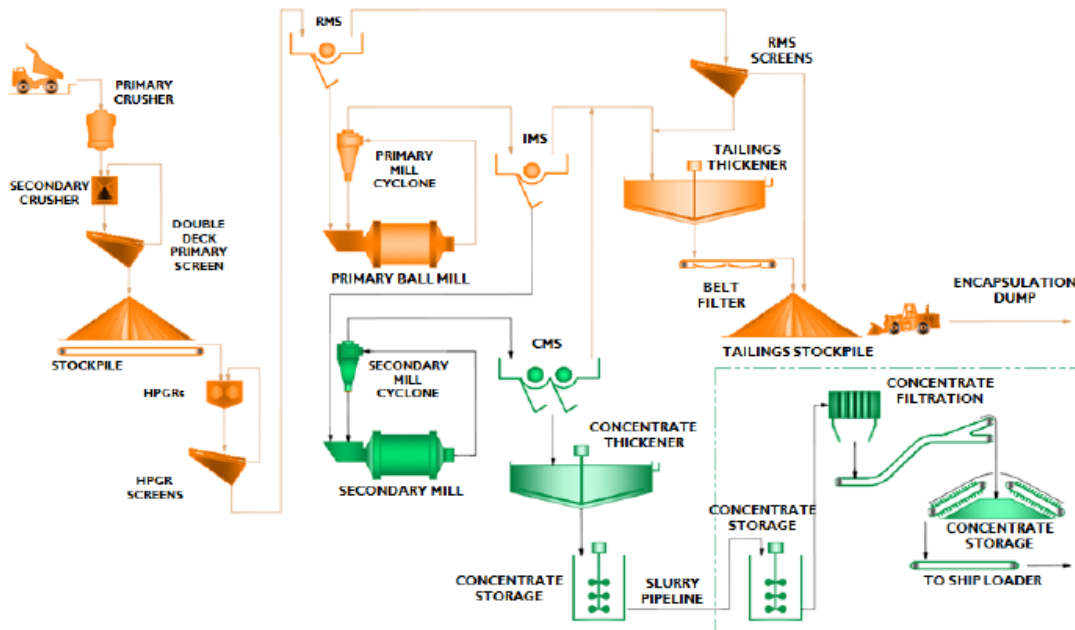 RMS
RMS
SCREENS
PRIMARY
CRUSHER
IMS
PRIMARY
MILL
CYCLONE
TAILINGS
THICKENER
SECONDARY
CRUSHER
DOUBLE
DECK
PRIMARY
SCREEN
PRIMARY BALL MILL
BELT
FILTER
ENCAPSULATION
DUMP
STOCKPILE
TAILINGS STOCKPILE
HPGRs
SECONDARY
MILL
CYCLONE
CMS
CONCENTRATE
FILTRATION
CONCENTRATE
THICKENER
HPGR
SCREENS
SECONDARY MILL
CONCENTRATE
STORAGE
CONCENTRATE
STORAGE
CONCENTRATE
STORAGE
SLURRY
PIPELINE
TO SHIP LOADER